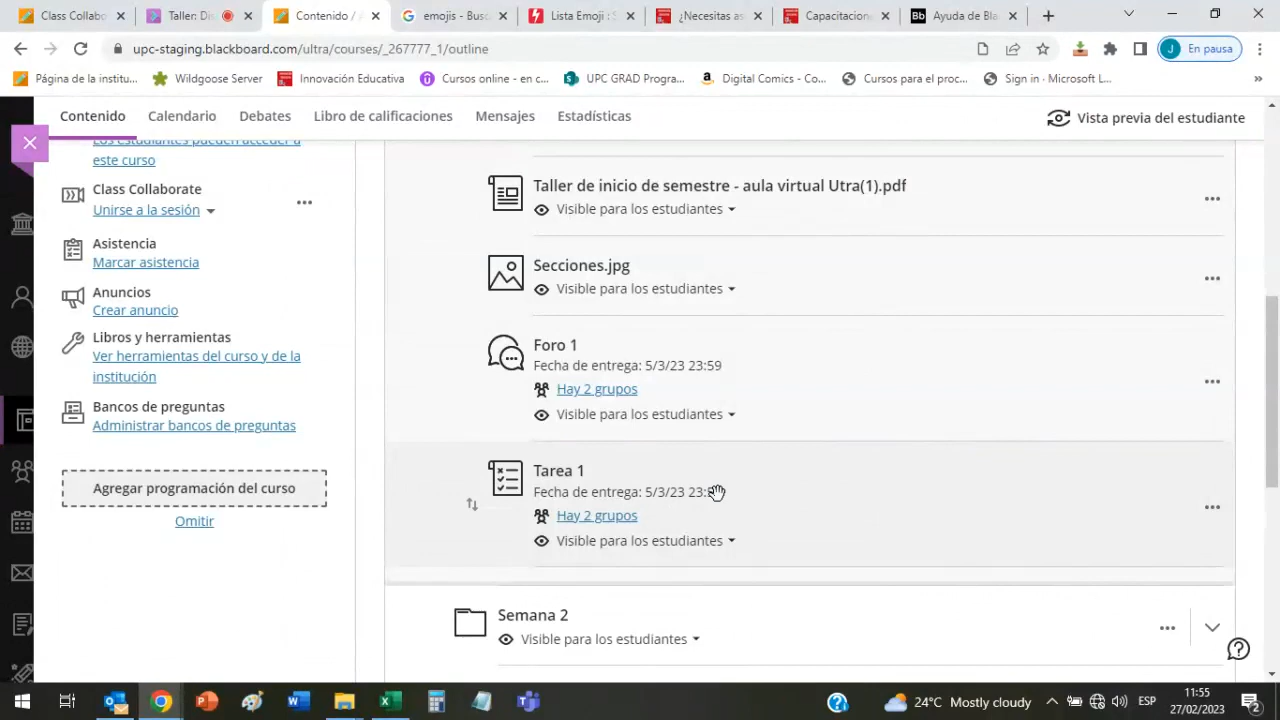 Class Collabo
Taller: Di
Contenido / A
emojis - Bus
Lista Emoji
¿Necesitas as
Capacitacion
Ayuda de Bla
upc-staging.blackboard.com/ultra/courses/_267777_1/outline
En pausa
Página de la institu...
Wildgoose Server
Innovación Educativa
Cursos online - en c...
UPC GRAD Progra...
Digital Comics - Co...
Cursos para el proc...
Sign in · Microsoft L...
Contenido
Calendario
Debates
Libro de calificaciones
Mensajes
Estadísticas
Vista previa del estudiante
Los estudiantes pueden acceder a
este curso
Class Collaborate
Unirse a la sesión
Asistencia
Marcar asistencia
Anuncios
Crear anuncio
Libros y herramientas
Ver herramientas del curso y de la
institución
Bancos de preguntas
Administrar bancos de preguntas
Agregar programación del curso
Omitir
Taller de inicio de semestre - aula virtual Utra(1).pdf
Visible para los estudiantes
Secciones.jpg
Visible para los estudiantes
Foro 1
Fecha de entrega: 5/3/23 23:59
Hay 2 grupos
Visible para los estudiantes
Tarea 1
Fecha de entrega: 5/3/23 23:
Hay 2 grupos
Visible para los estudiantes
Semana 2
Visible para los estudiantes
24°C Mostly cloudy
ESP
11:55
27/02/2023